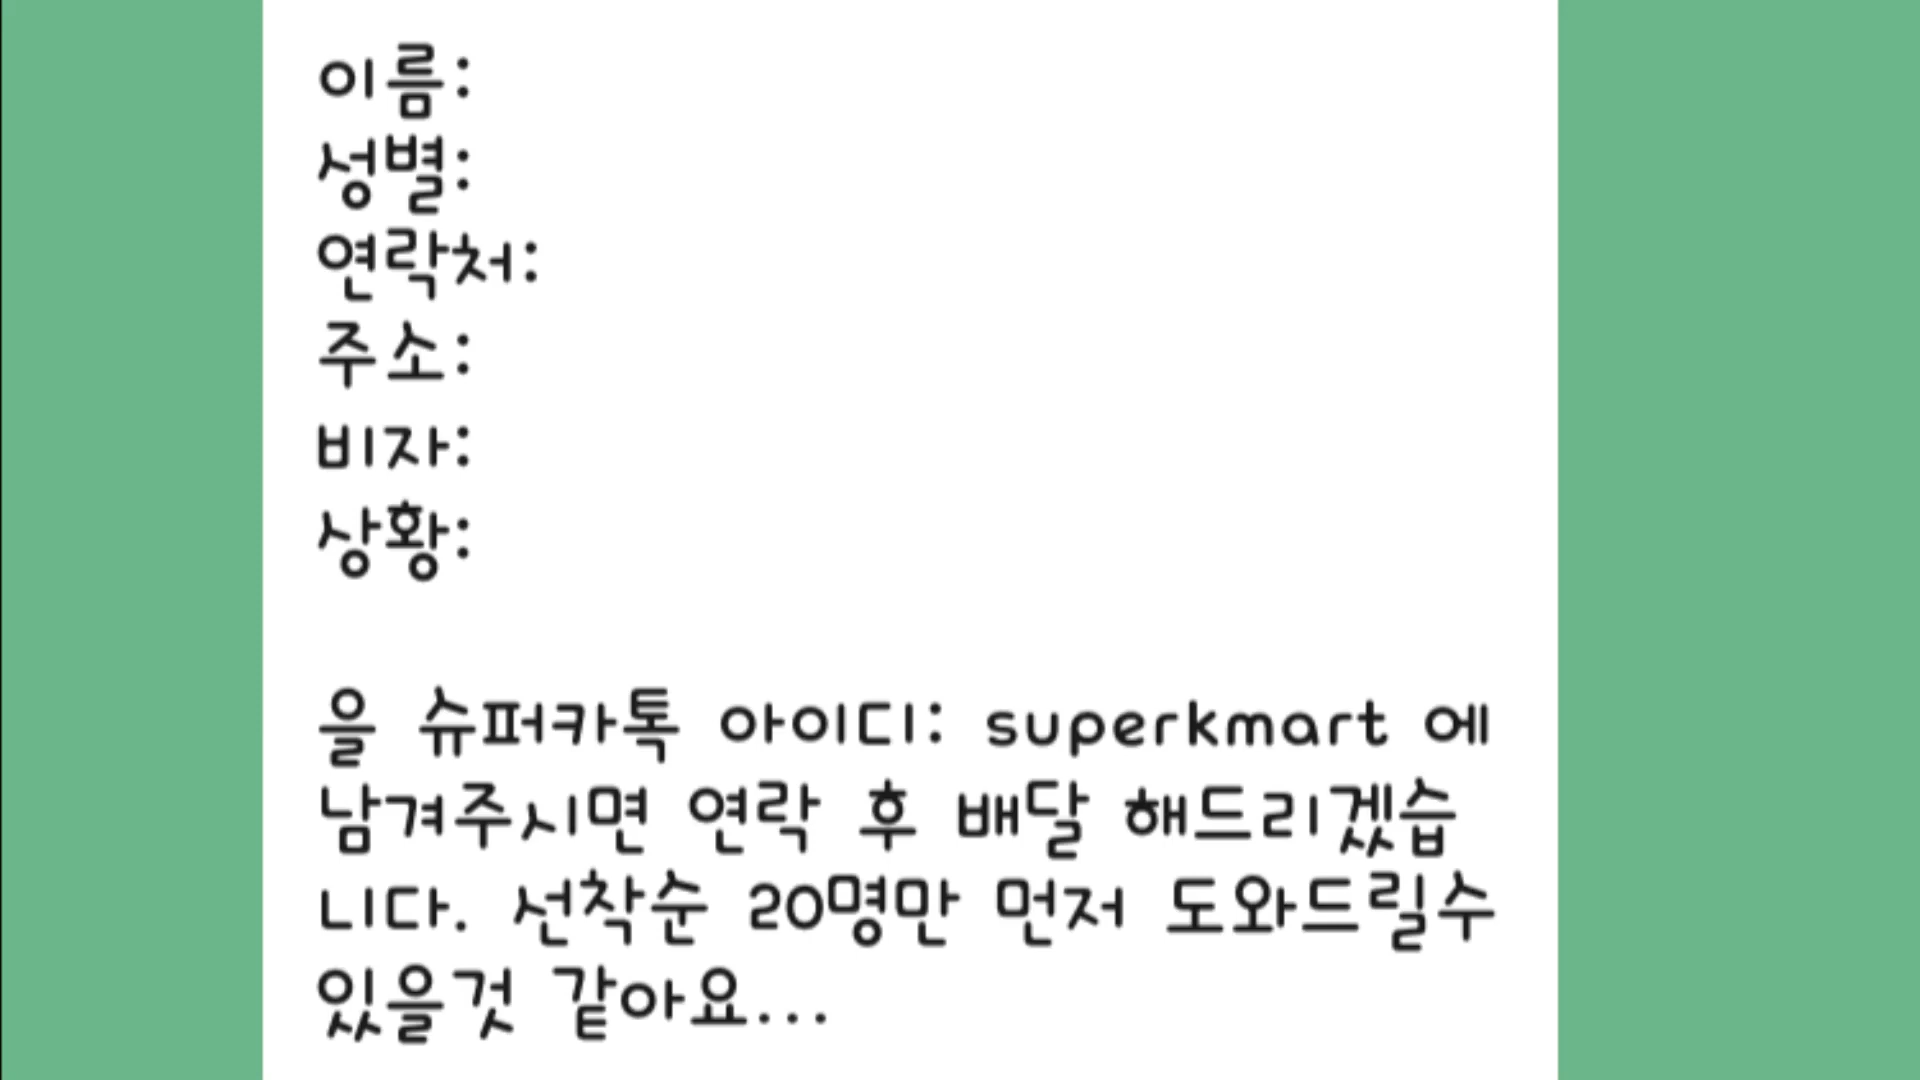 이름:
성별:
연락처:
주소:
비자:
상황:
을 슈퍼카톡 아이디: superkmart 에
남겨주시면 연락 후 배달 해드리겠습
니다. 선착순 20명만 먼저 도와드릴수
있을것 같아요...